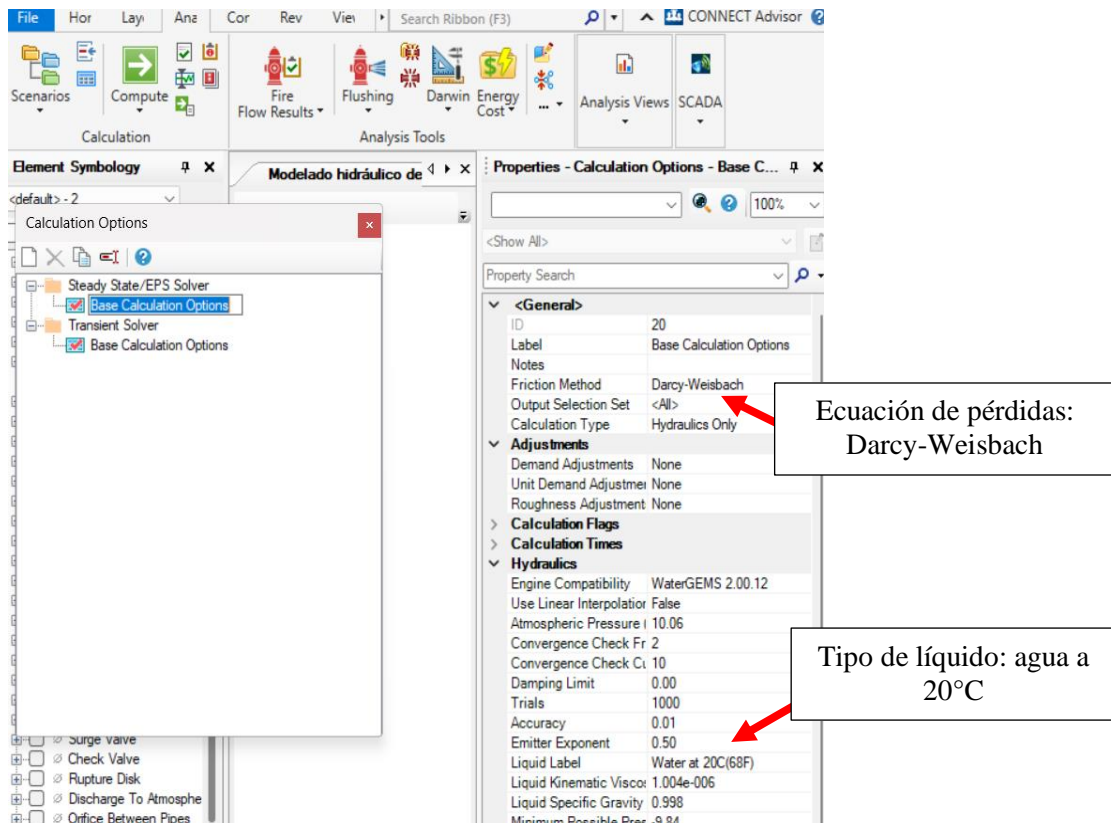 File Hor Lay Ana Cor Rev Viev Search Ribbon (F3) CONNECT Advisor
Scenarios Compute Fire Flow Results Flushing Darwin Energy Cost ... Analysis Views SCADA
Calculation Analysis Tools
Element Symbology
<default> - 2
Modelado hidráulico de
Calculation Options
Steady State/EPS Solver
Base Calculation Options
Transient Solver
Base Calculation Options
Surge Valve
Check Valve
Rupture Disk
Discharge To Atmosphe
Orifice Between Pipes
Properties - Calculation Options - Base C...
100%
<Show All>
Property Search
<General>
ID 20
Label Base Calculation Options
Notes
Friction Method Darcy-Weisbach
Output Selection Set <All>
Calculation Type Hydraulics Only
Adjustments
Demand Adjustments None
Unit Demand Adjustmer None
Roughness Adjustment None
Calculation Flags
Calculation Times
Hydraulics
Engine Compatibility WaterGEMS 2.00.12
Use Linear Interpolation False
Atmospheric Pressure ( 10.06
Convergence Check Fr 2
Convergence Check Cu 10
Damping Limit 0.00
Trials 1000
Accuracy 0.01
Emitter Exponent 0.50
Liquid Label Water at 20C(68F)
Liquid Kinematic Viscos 1.004e-006
Liquid Specific Gravity 0.998
Minimum Possible Pres -9.84
Ecuación de pérdidas:
Darcy-Weisbach
Tipo de líquido: agua a
20°C